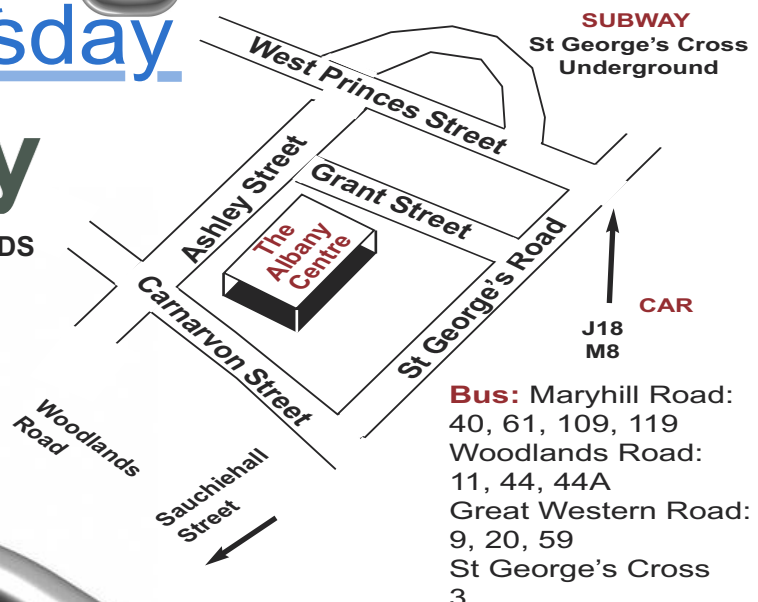 sday
y
DS
SUBWAY
St George's Cross
Underground
West Princes Street
Ashley Street
Grant Street
The
Albany
Centre
St George's Road
Carnarvon Street
CAR
J18
M8
Woodlands
Road
Sauchiehall
Street
Bus: Maryhill Road:
40, 61, 109, 119
Woodlands Road:
11, 44, 44A
Great Western Road:
9, 20, 59
St George's Cross
3